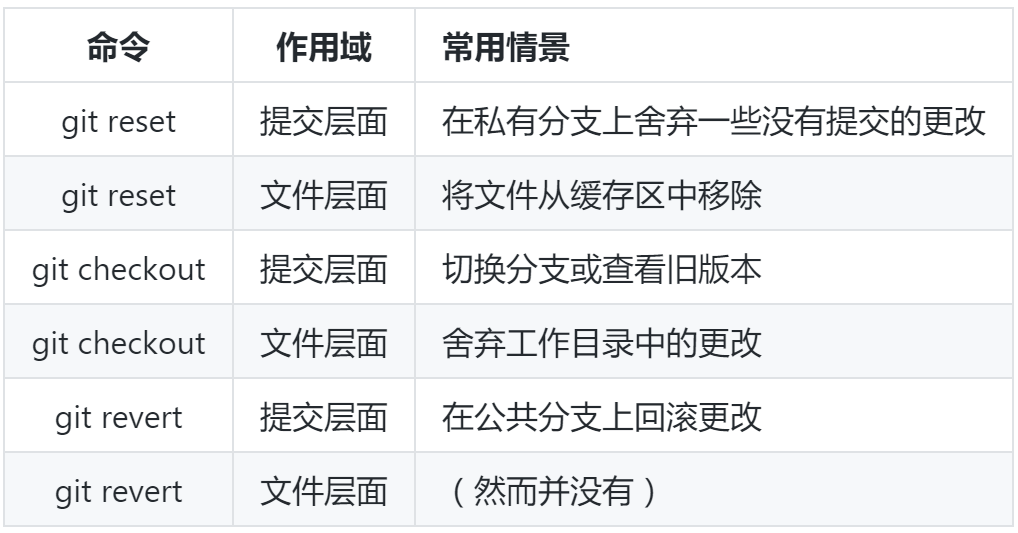 命令 作用域 常用情景
git reset 提交层面 在私有分支上舍弃一些没有提交的更改
git reset 文件层面 将文件从缓存区中移除
git checkout 提交层面 切换分支或查看旧版本
git checkout 文件层面 舍弃工作目录中的更改
git revert 提交层面 在公共分支上回滚更改
git revert 文件层面 （然而并没有）